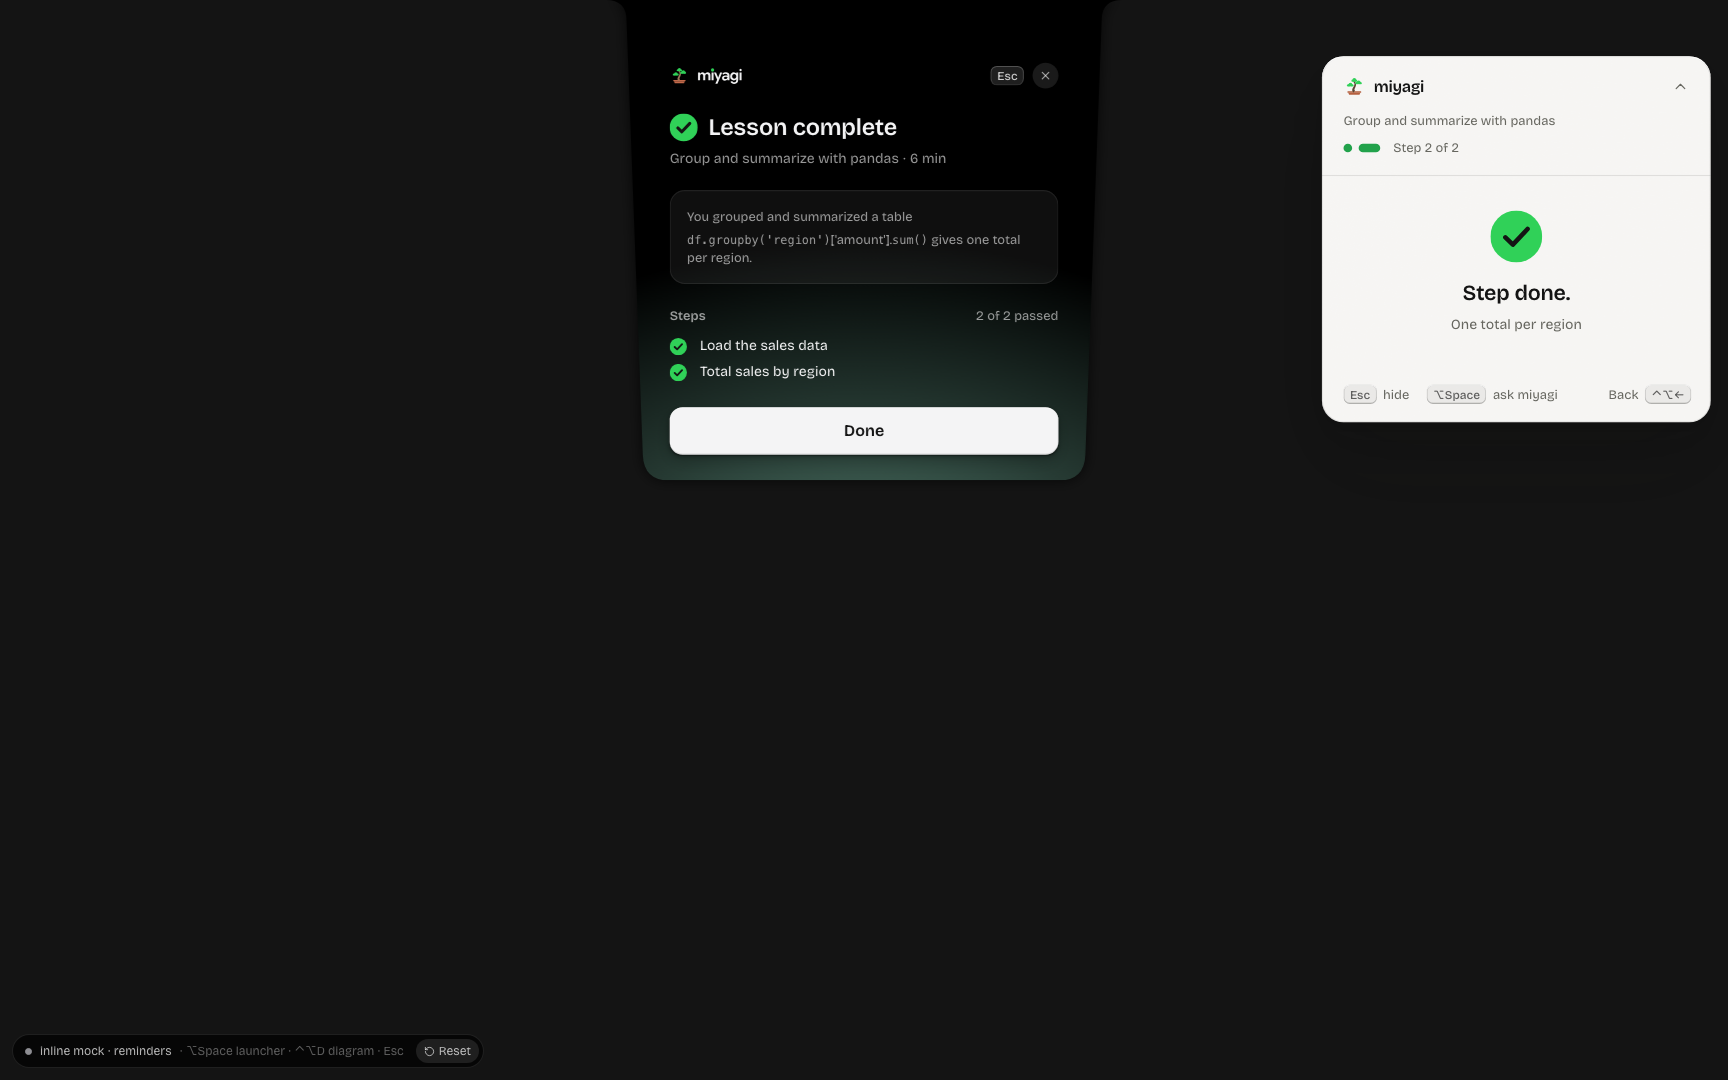 miyagi
Esc
Lesson complete
Group and summarize with pandas · 6 min
You grouped and summarized a table
df.groupby('region')['amount'].sum() gives one total
per region.
Steps
2 of 2 passed
Load the sales data
Total sales by region
Done
miyagi
Group and summarize with pandas
Step 2 of 2
Step done.
One total per region
Esc hide ⌥Space ask miyagi Back ⌃⌥←
inline mock · reminders · ⌥Space launcher · ⌃⌥D diagram · Esc Reset